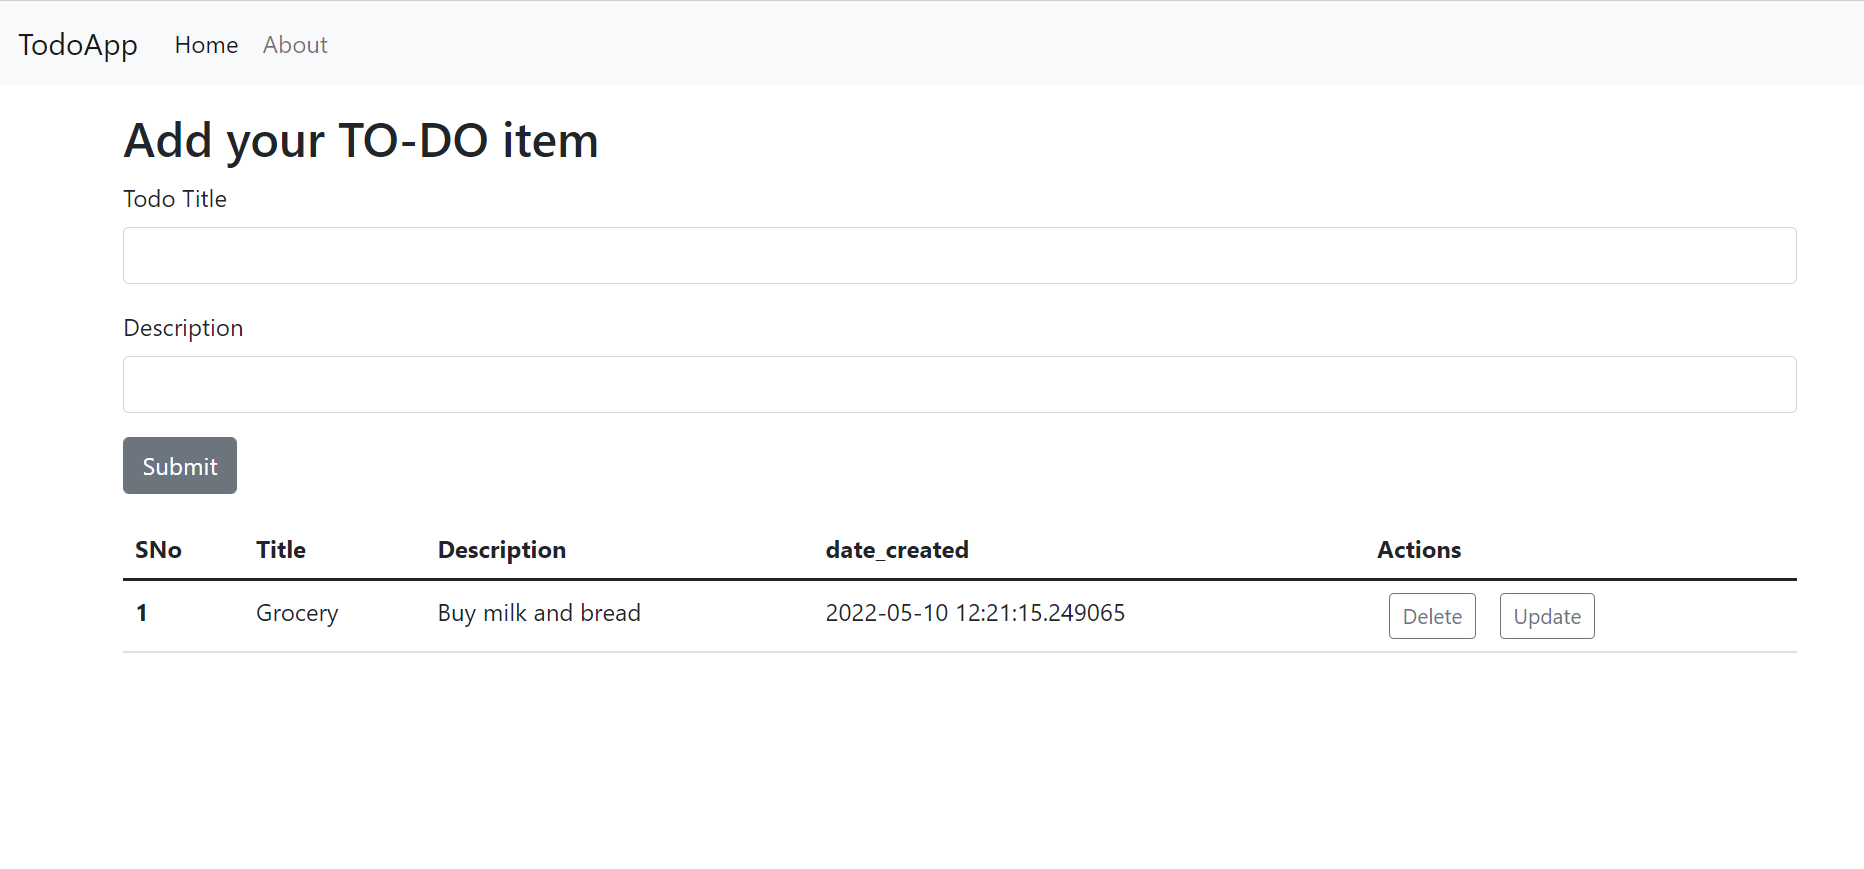 TodoApp Home About
Add your TO-DO item
Todo Title
Description
Submit
SNo Title Description date_created Actions
1 Grocery Buy milk and bread 2022-05-10 12:21:15.249065 Delete Update